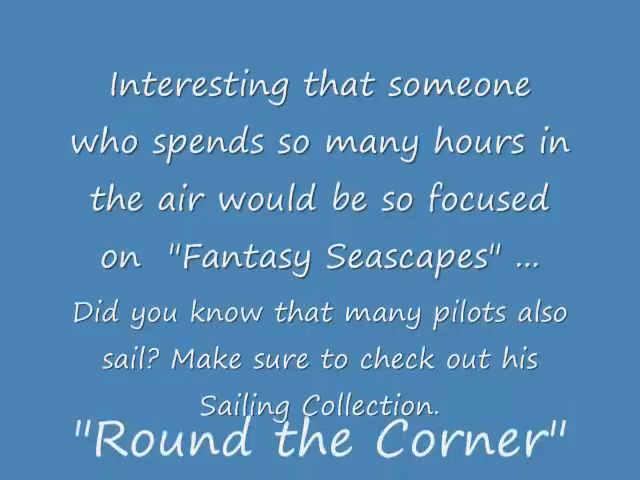 Interesting that someone
who spends so many hours in
the air would be so focused
on "Fantasy Seascapes" ...
Did you know that many pilots also
sail? Make sure to check out his
Sailing Collection.
"Round the Corner"